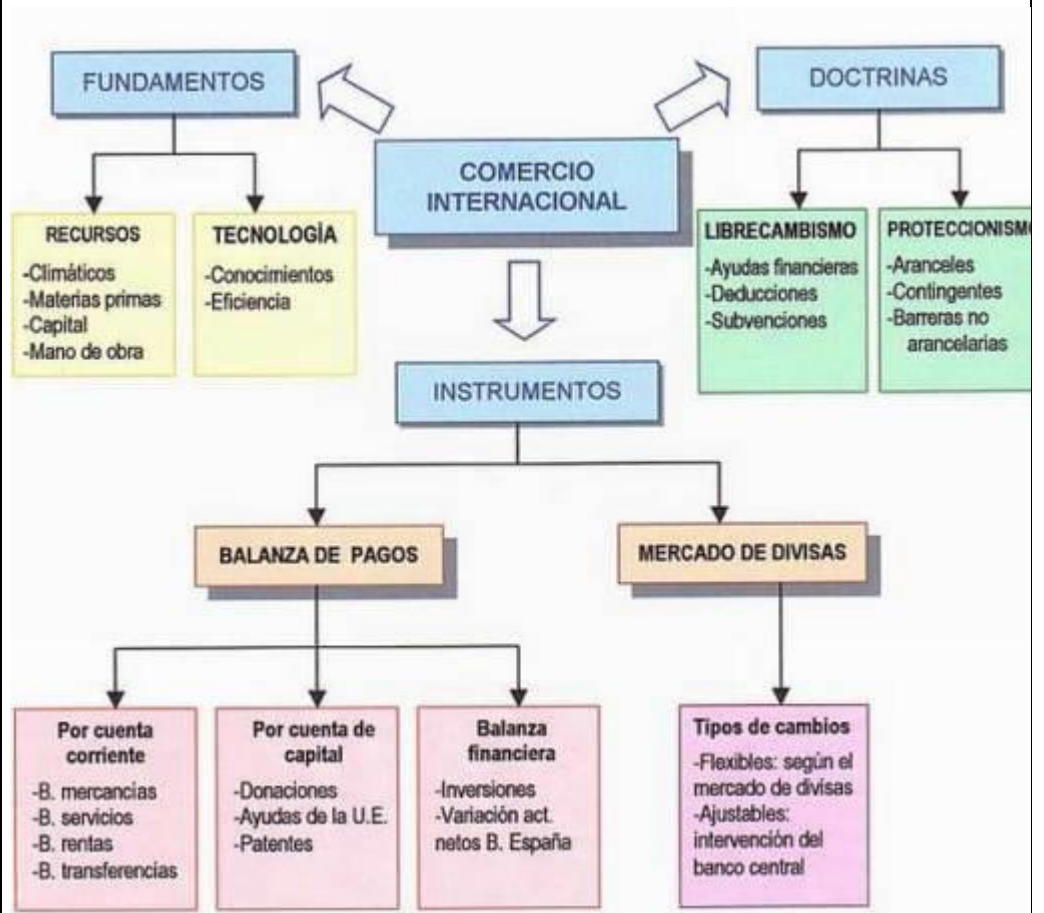 FUNDAMENTOS
DOCTRINAS
COMERCIO
INTERNACIONAL
RECURSOS
-Climáticos
-Materias primas
-Capital
-Mano de obra
TECNOLOGÌA
-Conocimientos
-Eficiencia
LIBRECAMBISMO
-Ayudas financieras
-Deducciones
-Subvenciones
PROTECCIONISMO
-Aranceles
-Contingentes
-Barreras no
arancelarias
INSTRUMENTOS
BALANZA DE PAGOS
MERCADO DE DIVISAS
Por cuenta
corriente
-B. mercancias
-B. servicios
-B. rentas
-B. transferencias
Por cuenta de
capital
-Donaciones
-Ayudas de la U.E.
-Patentes
Balanza
financiera
-Inversiones
-Variación act.
netos B. España
Tipos de cambios
-Flexibles: según el
mercado de divisas
-Ajustables:
intervención del
banco central